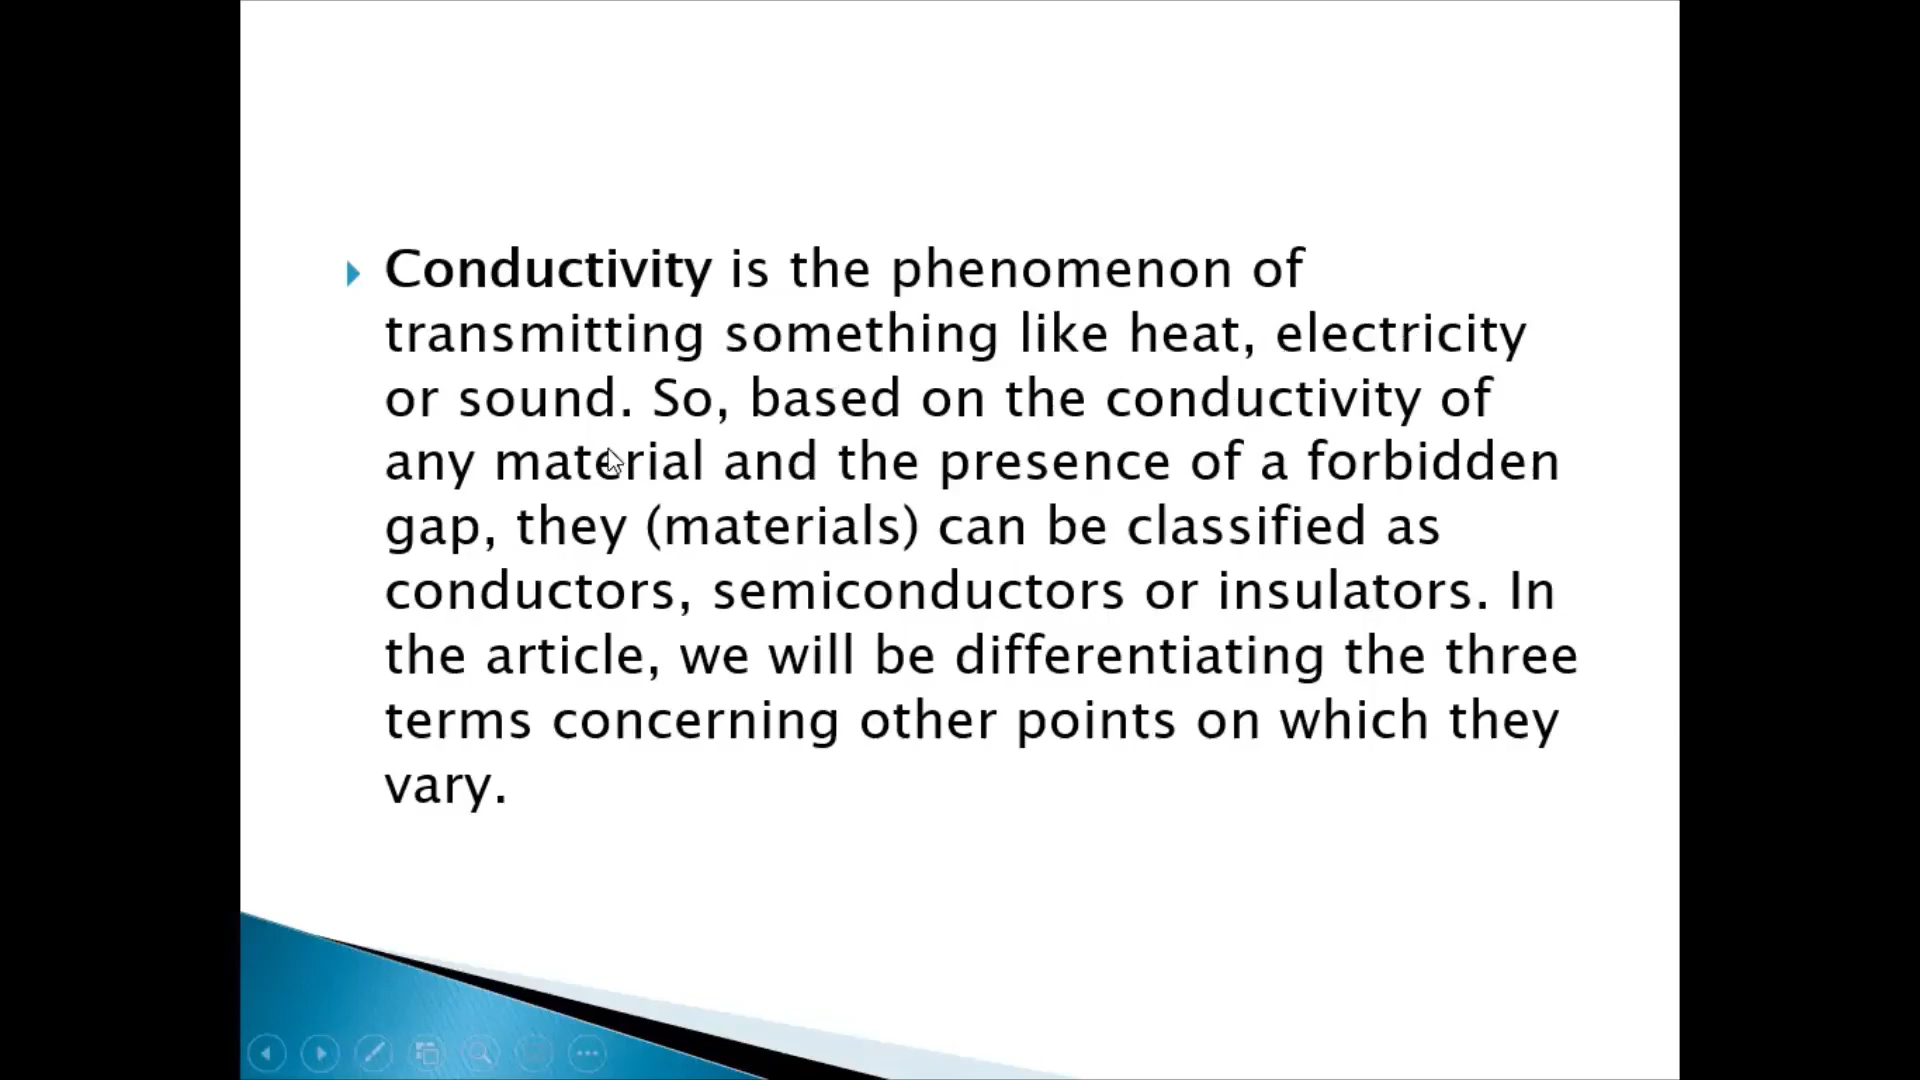 Conductivity is the phenomenon of
transmitting something like heat, electricity
or sound. So, based on the conductivity of
any material and the presence of a forbidden
gap, they (materials) can be classified as
conductors, semiconductors or insulators. In
the article, we will be differentiating the three
terms concerning other points on which they
vary.